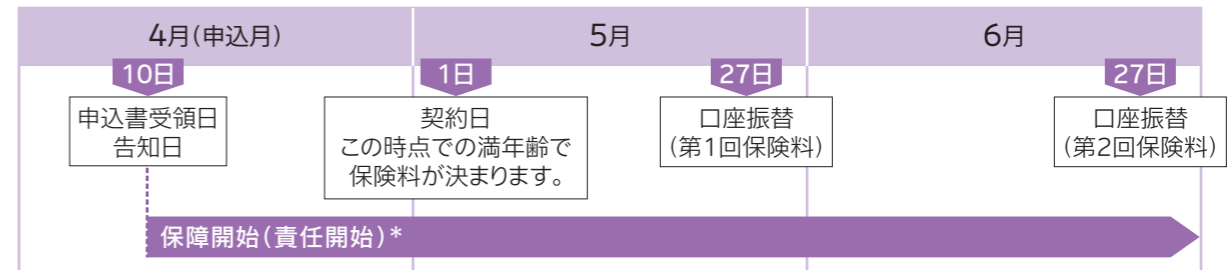 4月(申込月)
5月
6月
10日
1日
27日
27日
申込書受領日
告知日
契約日
この時点での満年齢で
保険料が決まります。
口座振替
(第1回保険料)
口座振替
(第2回保険料)
保障開始(責任開始)*